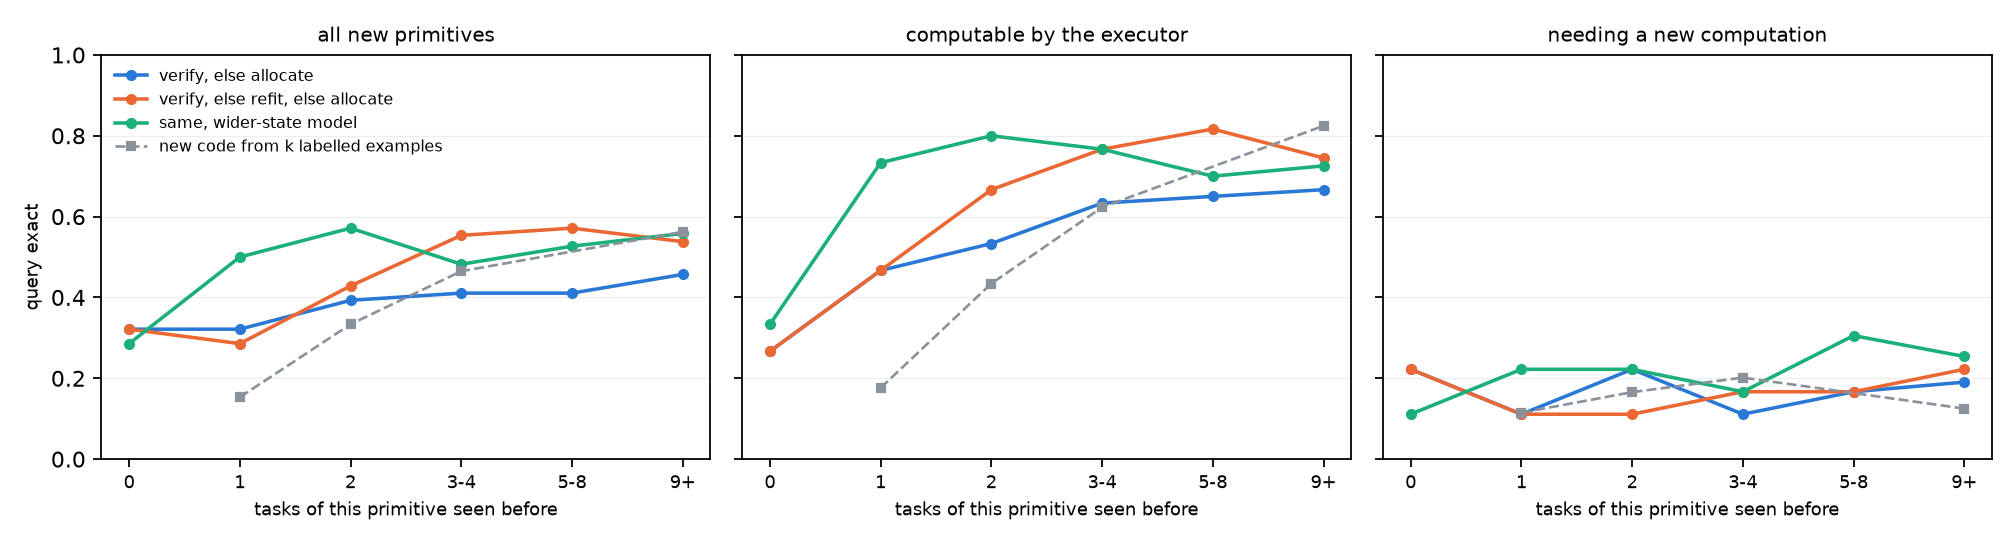 all new primitives
computable by the executor
needing a new computation
1.0
0.8
0.6
0.4
0.2
0.0
query exact
verify, else allocate
verify, else refit, else allocate
same, wider-state model
new code from k labelled examples
0 1 2 3-4 5-8 9+
0 1 2 3-4 5-8 9+
0 1 2 3-4 5-8 9+
tasks of this primitive seen before
tasks of this primitive seen before
tasks of this primitive seen before